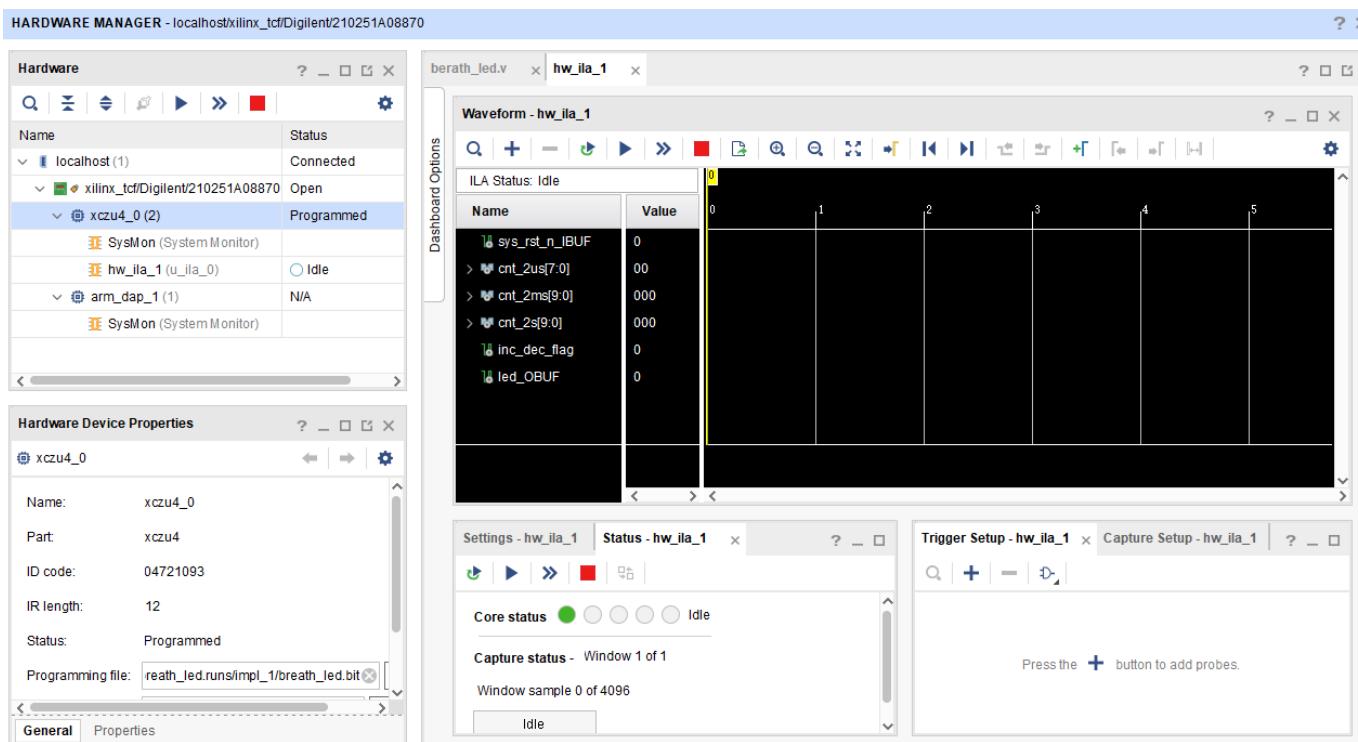 HARDWARE MANAGER - localhost/xilinx_tcf/Digilent/210251A08870
Hardware
Name Status
localhost (1) Connected
xilinx_tcf/Digilent/210251A08870 Open
xczu4_0 (2) Programmed
SysMon (System Monitor)
hw_ila_1 (u_ila_0) Idle
arm_dap_1 (1) N/A
SysMon (System Monitor)
Hardware Device Properties
xczu4_0
Name: xczu4_0
Part: xczu4
ID code: 04721093
IR length: 12
Status: Programmed
Programming file: reath_led.runs/impl_1/breath_led.bit
General Properties
berath_led.v hw_ila_1
Dashboard Options
Waveform - hw_ila_1
ILA Status: Idle
Name Value
sys_rst_n_IBUF 0
cnt_2us[7:0] 00
cnt_2ms[9:0] 000
cnt_2s[9:0] 000
inc_dec_flag 0
led_OBUF 0
0
0 1 2 3 4 5
Settings - hw_ila_1 Status - hw_ila_1
Core status Idle
Capture status - Window 1 of 1
Window sample 0 of 4096
Idle
Trigger Setup - hw_ila_1 Capture Setup - hw_ila_1
Press the + button to add probes.